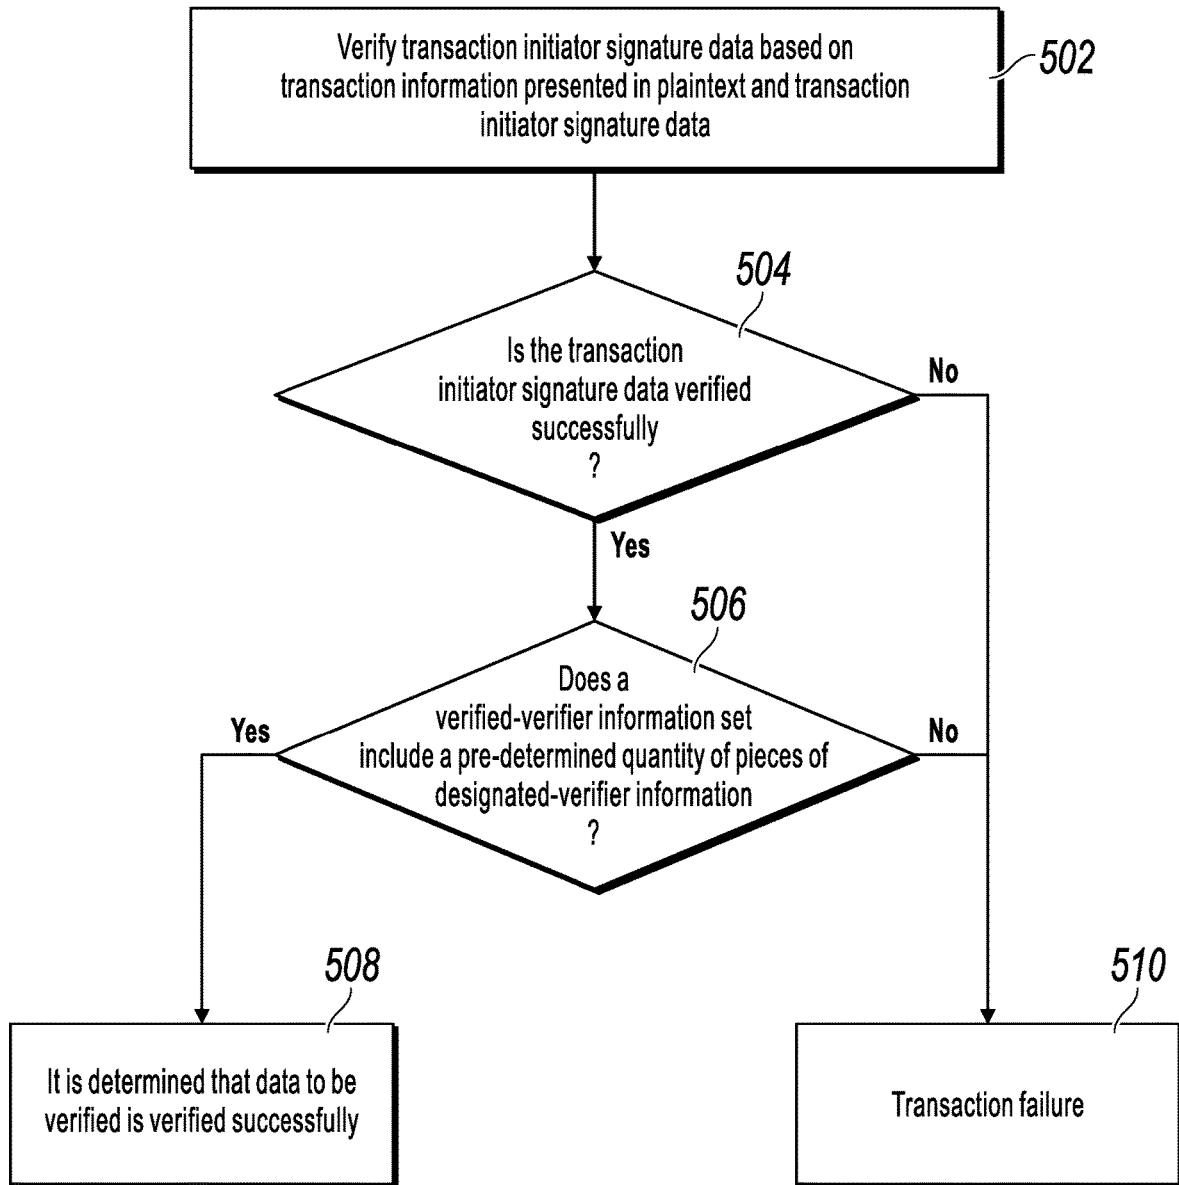 Verify transaction initiator signature data based on
transaction information presented in plaintext and transaction
initiator signature data
502
504
Is the transaction
initiator signature data verified
successfully
?
No
Yes
506
Does a
verified-verifier information set
include a pre-determined quantity of pieces of
designated-verifier information
?
Yes
No
508
It is determined that data to be
verified is verified successfully
510
Transaction failure